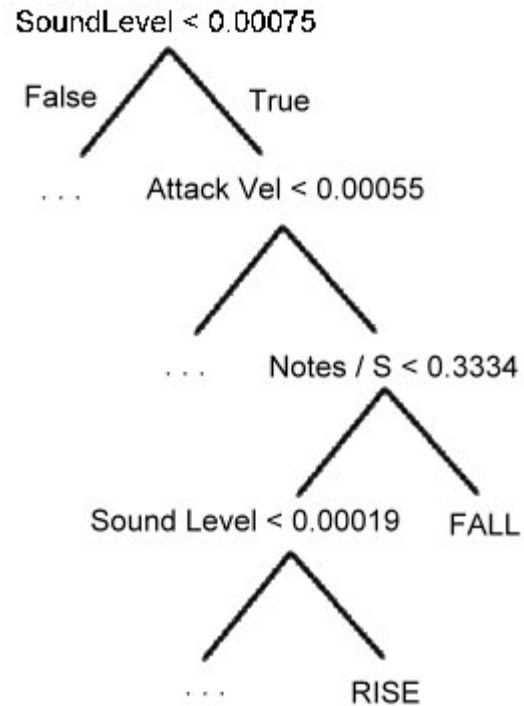 SoundLevel < 0.00075
False True
. . . Attack Vel < 0.00055
. . . Notes / S < 0.3334
Sound Level < 0.00019 FALL
. . . RISE